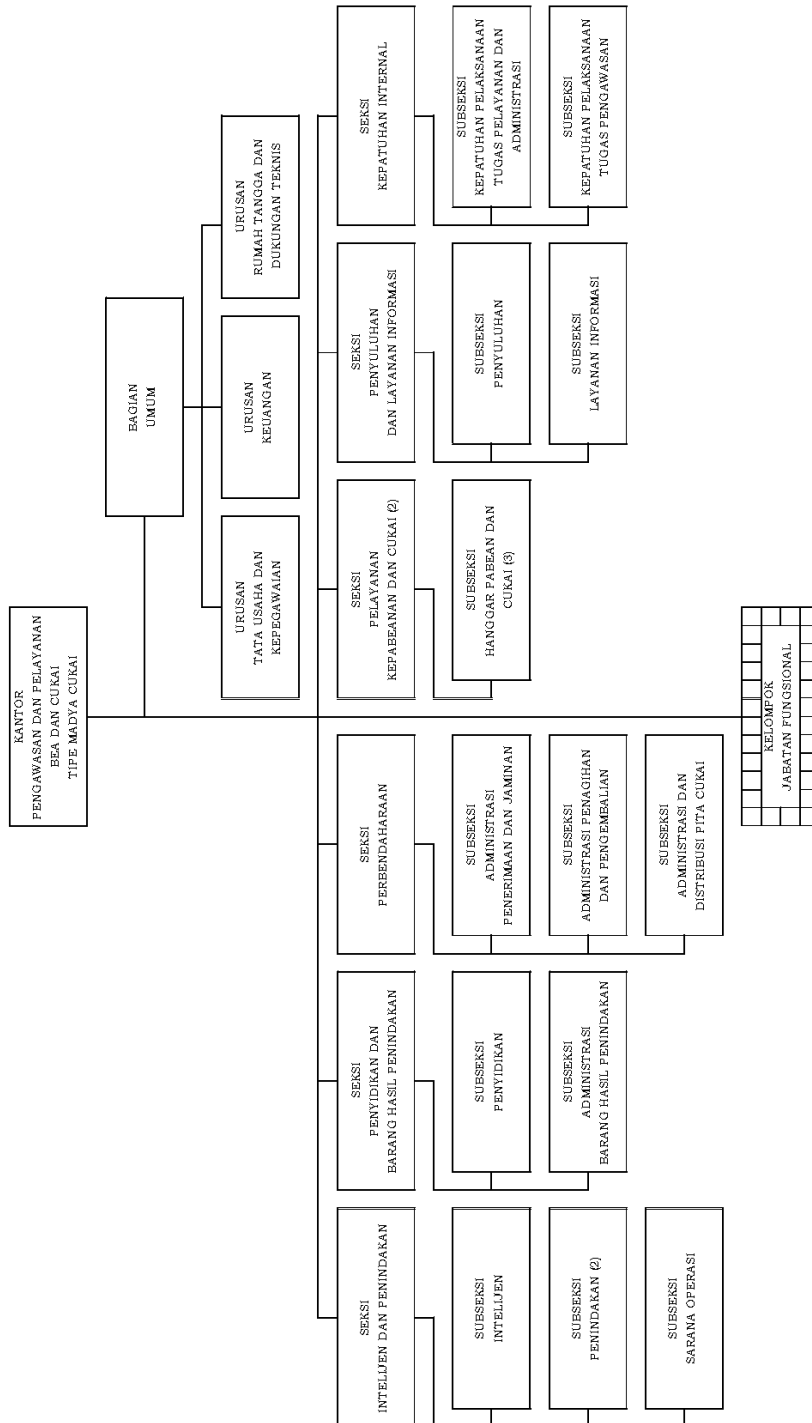 KANTOR
PENGAWASAN DAN PELAYANAN
BEA DAN CUKAI
TIPE MADYA CUKAI
BAGIAN
UMUM
URUSAN
TATA USAHA DAN
KEPEGAWAIAN
URUSAN
KEUANGAN
URUSAN
RUMAH TANGGA DAN
DUKUNGAN TEKNIS
SEKSI
INTELIJEN DAN PENINDAKAN
SEKSI
PENYIDIKAN DAN
BARANG HASIL PENINDAKAN
SEKSI
PERBENDAHARAAN
SEKSI
PELAYANAN
KEPABEANAN DAN CUKAI (2)
SEKSI
PENYULUHAN
DAN LAYANAN INFORMASI
SEKSI
KEPATUHAN INTERNAL
SUBSEKSI
INTELIJEN
SUBSEKSI
PENYIDIKAN
SUBSEKSI
ADMINISTRASI
PENERIMAAN DAN JAMINAN
SUBSEKSI
HANGGAR PABEAN DAN
CUKAI (3)
SUBSEKSI
PENYULUHAN
SUBSEKSI
KEPATUHAN PELAKSANAAN
TUGAS PELAYANAN DAN
ADMINISTRASI
SUBSEKSI
PENINDAKAN (2)
SUBSEKSI
ADMINISTRASI
BARANG HASIL PENINDAKAN
SUBSEKSI
ADMINISTRASI PENAGIHAN
DAN PENGEMBALIAN
SUBSEKSI
LAYANAN INFORMASI
SUBSEKSI
KEPATUHAN PELAKSANAAN
TUGAS PENGAWASAN
SUBSEKSI
SARANA OPERASI
SUBSEKSI
ADMINISTRASI DAN
DISTRIBUSI PITA CUKAI
KELOMPOK
JABATAN FUNGSIONAL